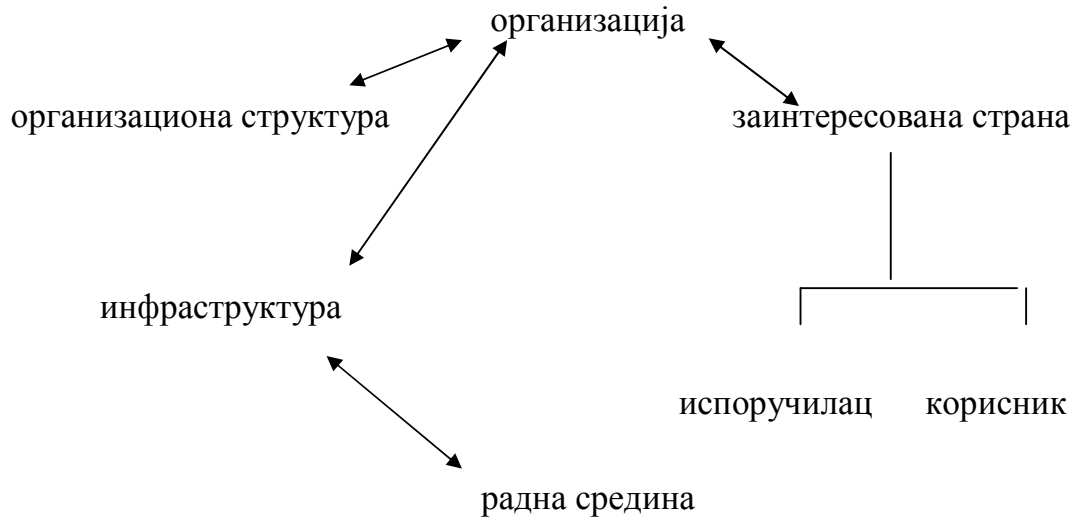 организација
организациона структура
заинтересована страна
инфраструктура
испоручилац
корисник
радна средина